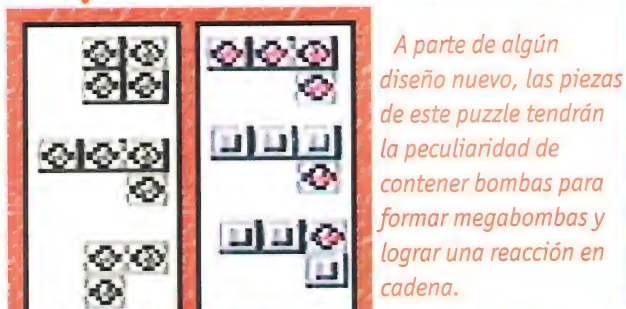 A parte de algún
diseño nuevo, las piezas
de este puzzle tendrán
la peculiaridad de
contener bombas para
formar megabombas y
lograr una reacción en
cadena.